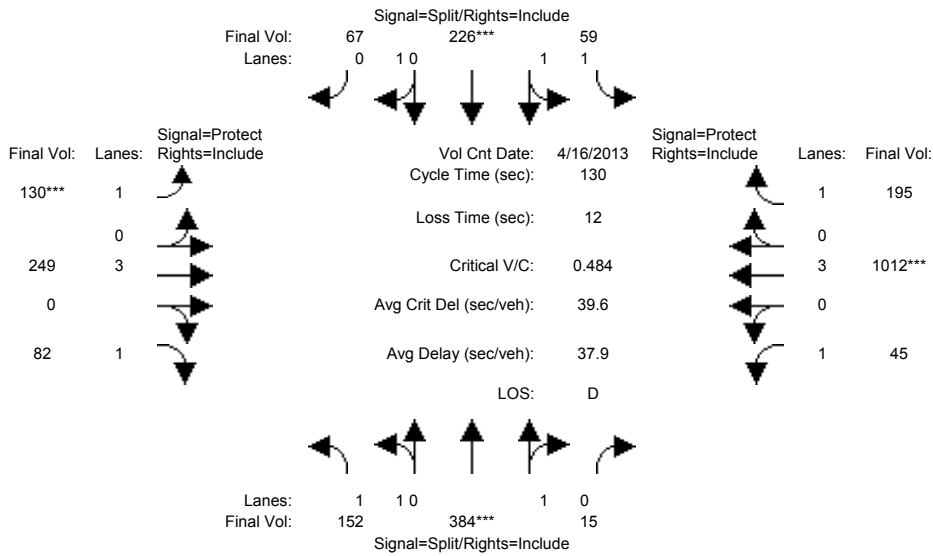 Signal=Split/Rights=Include
Final Vol: 67 226*** 59
Lanes: 0 1 0 1 1
Signal=Protect Signal=Protect
Final Vol: Lanes: Rights=Include Vol Cnt Date: 4/16/2013 Rights=Include Lanes: Final Vol:
Cycle Time (sec): 130
130*** 1 1 195
Loss Time (sec): 12
0 0
249 3 Critical V/C: 0.484 3 1012***
0 0 Avg Crit Del (sec/veh): 39.6 0
82 1 Avg Delay (sec/veh): 37.9 1 45
LOS: D
Lanes: 1 1 0 1 0
Final Vol: 152 384*** 15
Signal=Split/Rights=Include